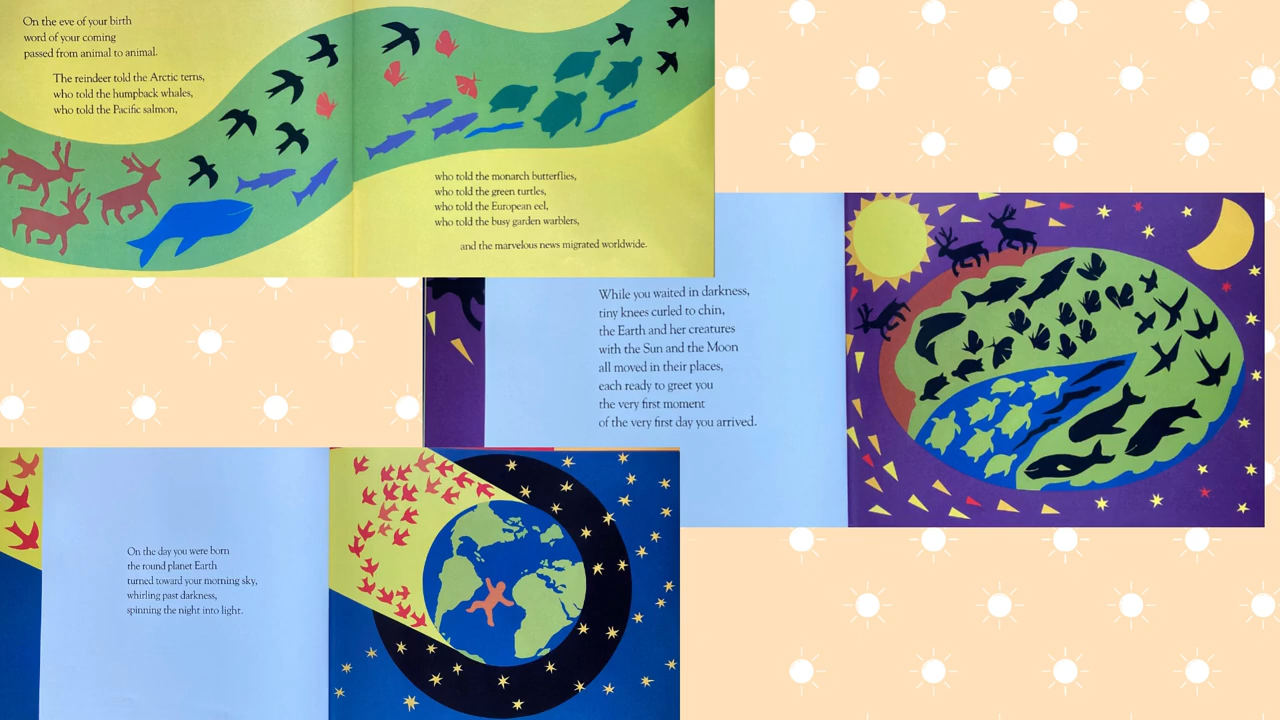 On the eve of your birth
word of your coming
passed from animal to animal.
The reindeer told the Arctic terns,
who told the humpback whales,
who told the Pacific salmon,
who told the monarch butterflies,
who told the green turtles,
who told the European eel,
who told the busy garden warblers,
and the marvelous news migrated worldwide.
While you waited in darkness,
tiny knees curled to chin,
the Earth and her creatures
with the Sun and the Moon
all moved in their places,
each ready to greet you
the very first moment
of the very first day you arrived.
On the day you were born
the round planet Earth
turned toward your morning sky,
whirling past darkness,
spinning the night into light.